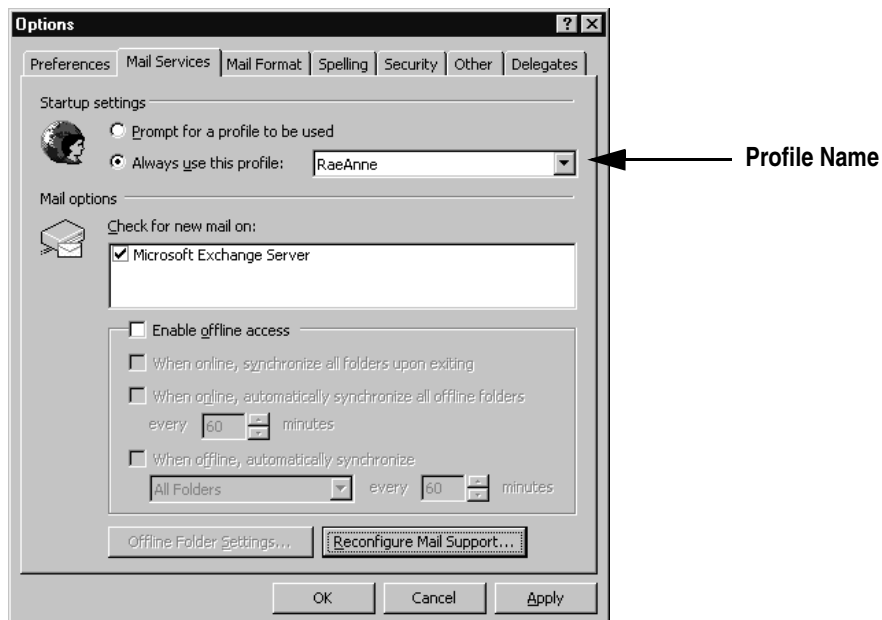 Options
Preferences Mail Services Mail Format Spelling Security Other Delegates
Startup settings
Prompt for a profile to be used
Always use this profile: RaeAnne
Profile Name
Mail options
Check for new mail on:
Microsoft Exchange Server
Enable offline access
When online, synchronize all folders upon exiting
When online, automatically synchronize all offline folders
every 60 minutes
When offline, automatically synchronize
All Folders every 60 minutes
Offline Folder Settings... Reconfigure Mail Support...
OK Cancel Apply